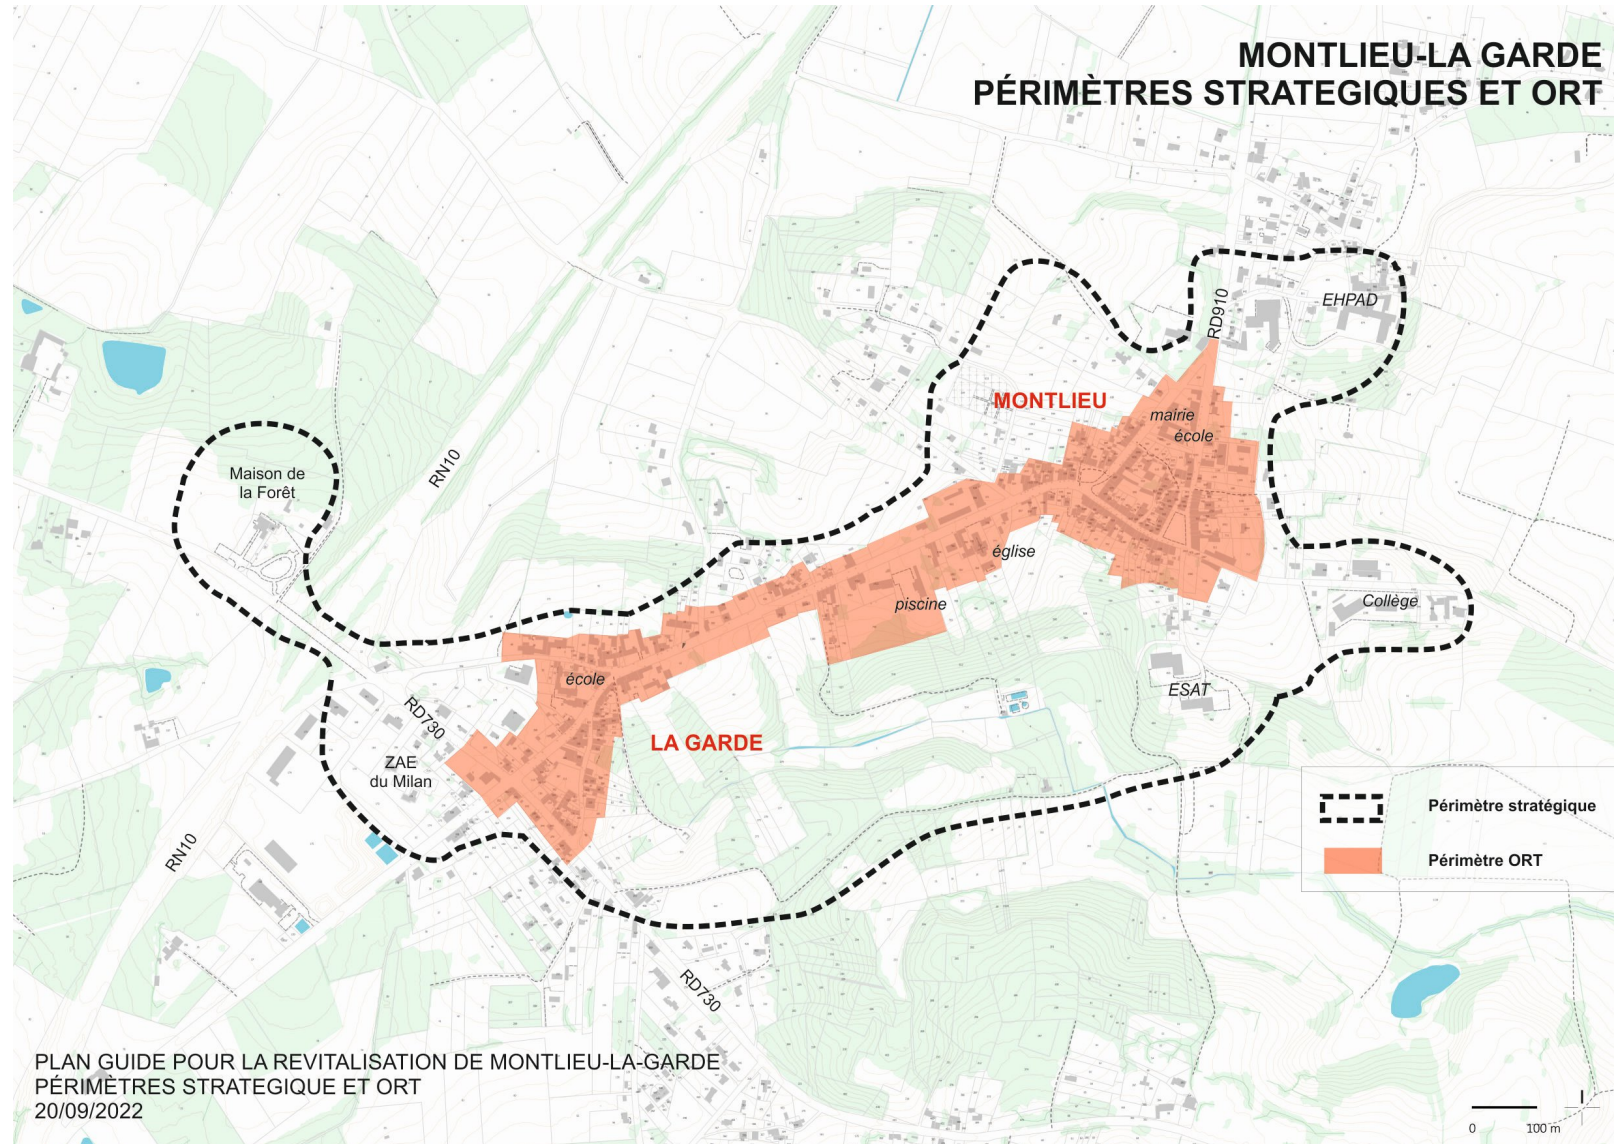 MONTLIEU-LA GARDE
PÉRIMÈTRES STRATEGIQUES ET ORT
EHPAD
RD910
MONTLIEU
mairie
école
Maison de
la Forêt
RN10
église
piscine
Collège
école
ESAT
RD730
LA GARDE
ZAE
du Milan
Périmètre stratégique
RN10
Périmètre ORT
RD730
PLAN GUIDE POUR LA REVITALISATION DE MONTLIEU-LA-GARDE
PÉRIMÈTRES STRATEGIQUE ET ORT
20/09/2022
0 100 m